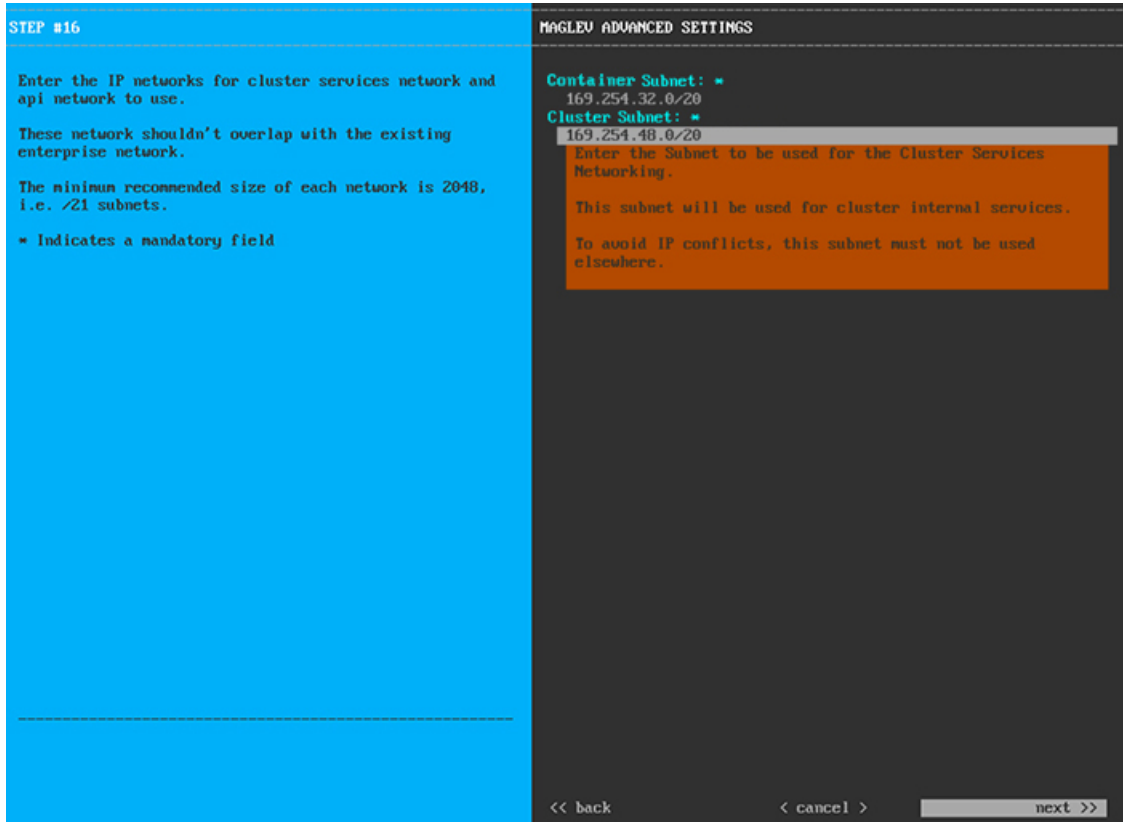 STEP #16
Enter the IP networks for cluster services network and
api network to use.
These network shouldn't overlap with the existing
enterprise network.
The minimum recommended size of each network is 2048,
i.e. /21 subnets.
* Indicates a mandatory field
MAGLEV ADVANCED SETTINGS
Container Subnet: *
169.254.32.0/20
Cluster Subnet: *
169.254.48.0/20
Enter the Subnet to be used for the Cluster Services
Networking.
This subnet will be used for cluster internal services.
To avoid IP conflicts, this subnet must not be used
elsewhere.
<< back < cancel > next >>